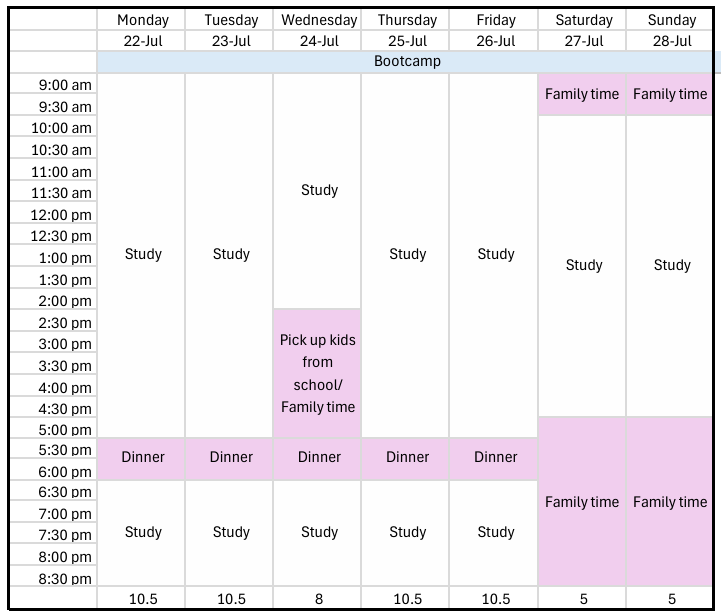 Monday Tuesday Wednesday Thursday Friday Saturday Sunday
22-Jul 23-Jul 24-Jul 25-Jul 26-Jul 27-Jul 28-Jul
Bootcamp
9:00 am Family time Family time
9:30 am
10:00 am
10:30 am
11:00 am
11:30 am Study
12:00 pm
12:30 pm
1:00 pm Study Study Study Study
1:30 pm Study Study
2:00 pm
2:30 pm
3:00 pm Pick up kids
3:30 pm from
4:00 pm school/
4:30 pm Family time
5:00 pm
5:30 pm Dinner Dinner Dinner Dinner Dinner
6:00 pm
6:30 pm Family time Family time
7:00 pm
7:30 pm Study Study Study Study Study
8:00 pm
8:30 pm
10.5 10.5 8 10.5 10.5 5 5